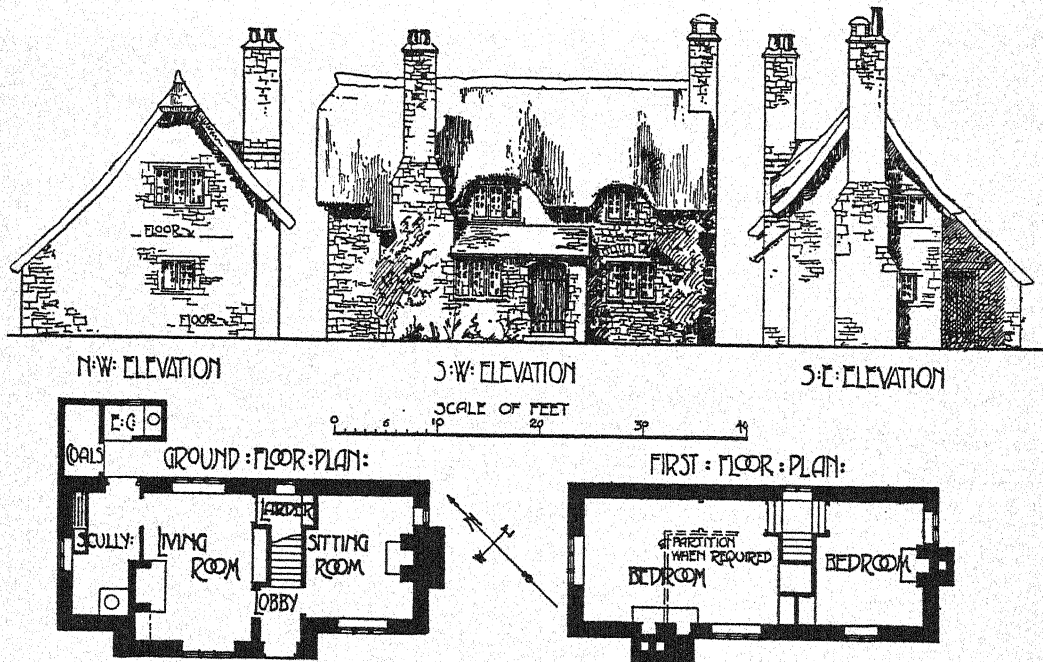 FLOOR
FLOOR
N:W: ELEVATION
S:W: ELEVATION
S:E: ELEVATION
SCALE OF FEET
0 5 10 20 30 40
E:C
COALS
GROUND:FLOOR:PLAN:
FIRST:FLOOR:PLAN:
LARDER
SCULLY:
LIVING ROOM
SITTING ROOM
LOBBY
N
PARTITION
WHEN REQUIRED
BEDROOM
BEDROOM